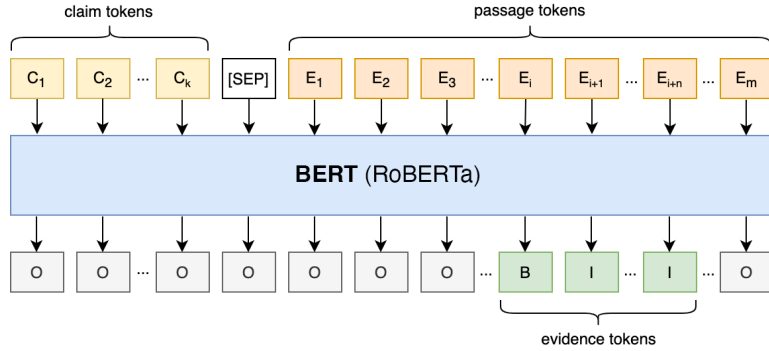 claim tokens passage tokens
C1 C2 ... Ck [SEP] E1 E2 E3 ... Ei Ei+1 ... Ei+n ... Em
BERT (RoBERTa)
O O ... O O O O O ... B I ... I ... O
evidence tokens